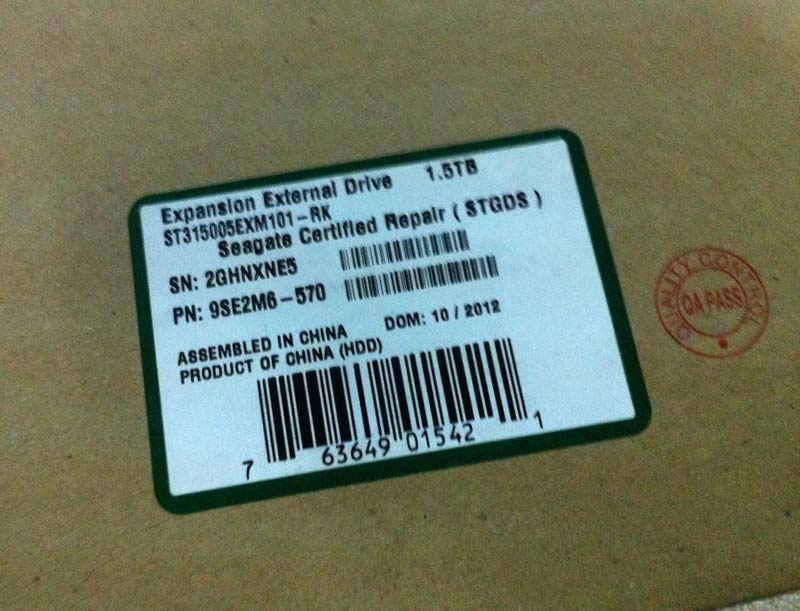 Expansion External Drive 1.5TB
ST315005EXM101-RK
Seagate Certified Repair ( STGDS )
SN: 2GHNXNE5
PN: 9SE2M6-570
ASSEMBLED IN CHINA DOM: 10 / 2012
PRODUCT OF CHINA (HDD)
7 63649 01542 1
QUALITY CONTROL
QA PASS